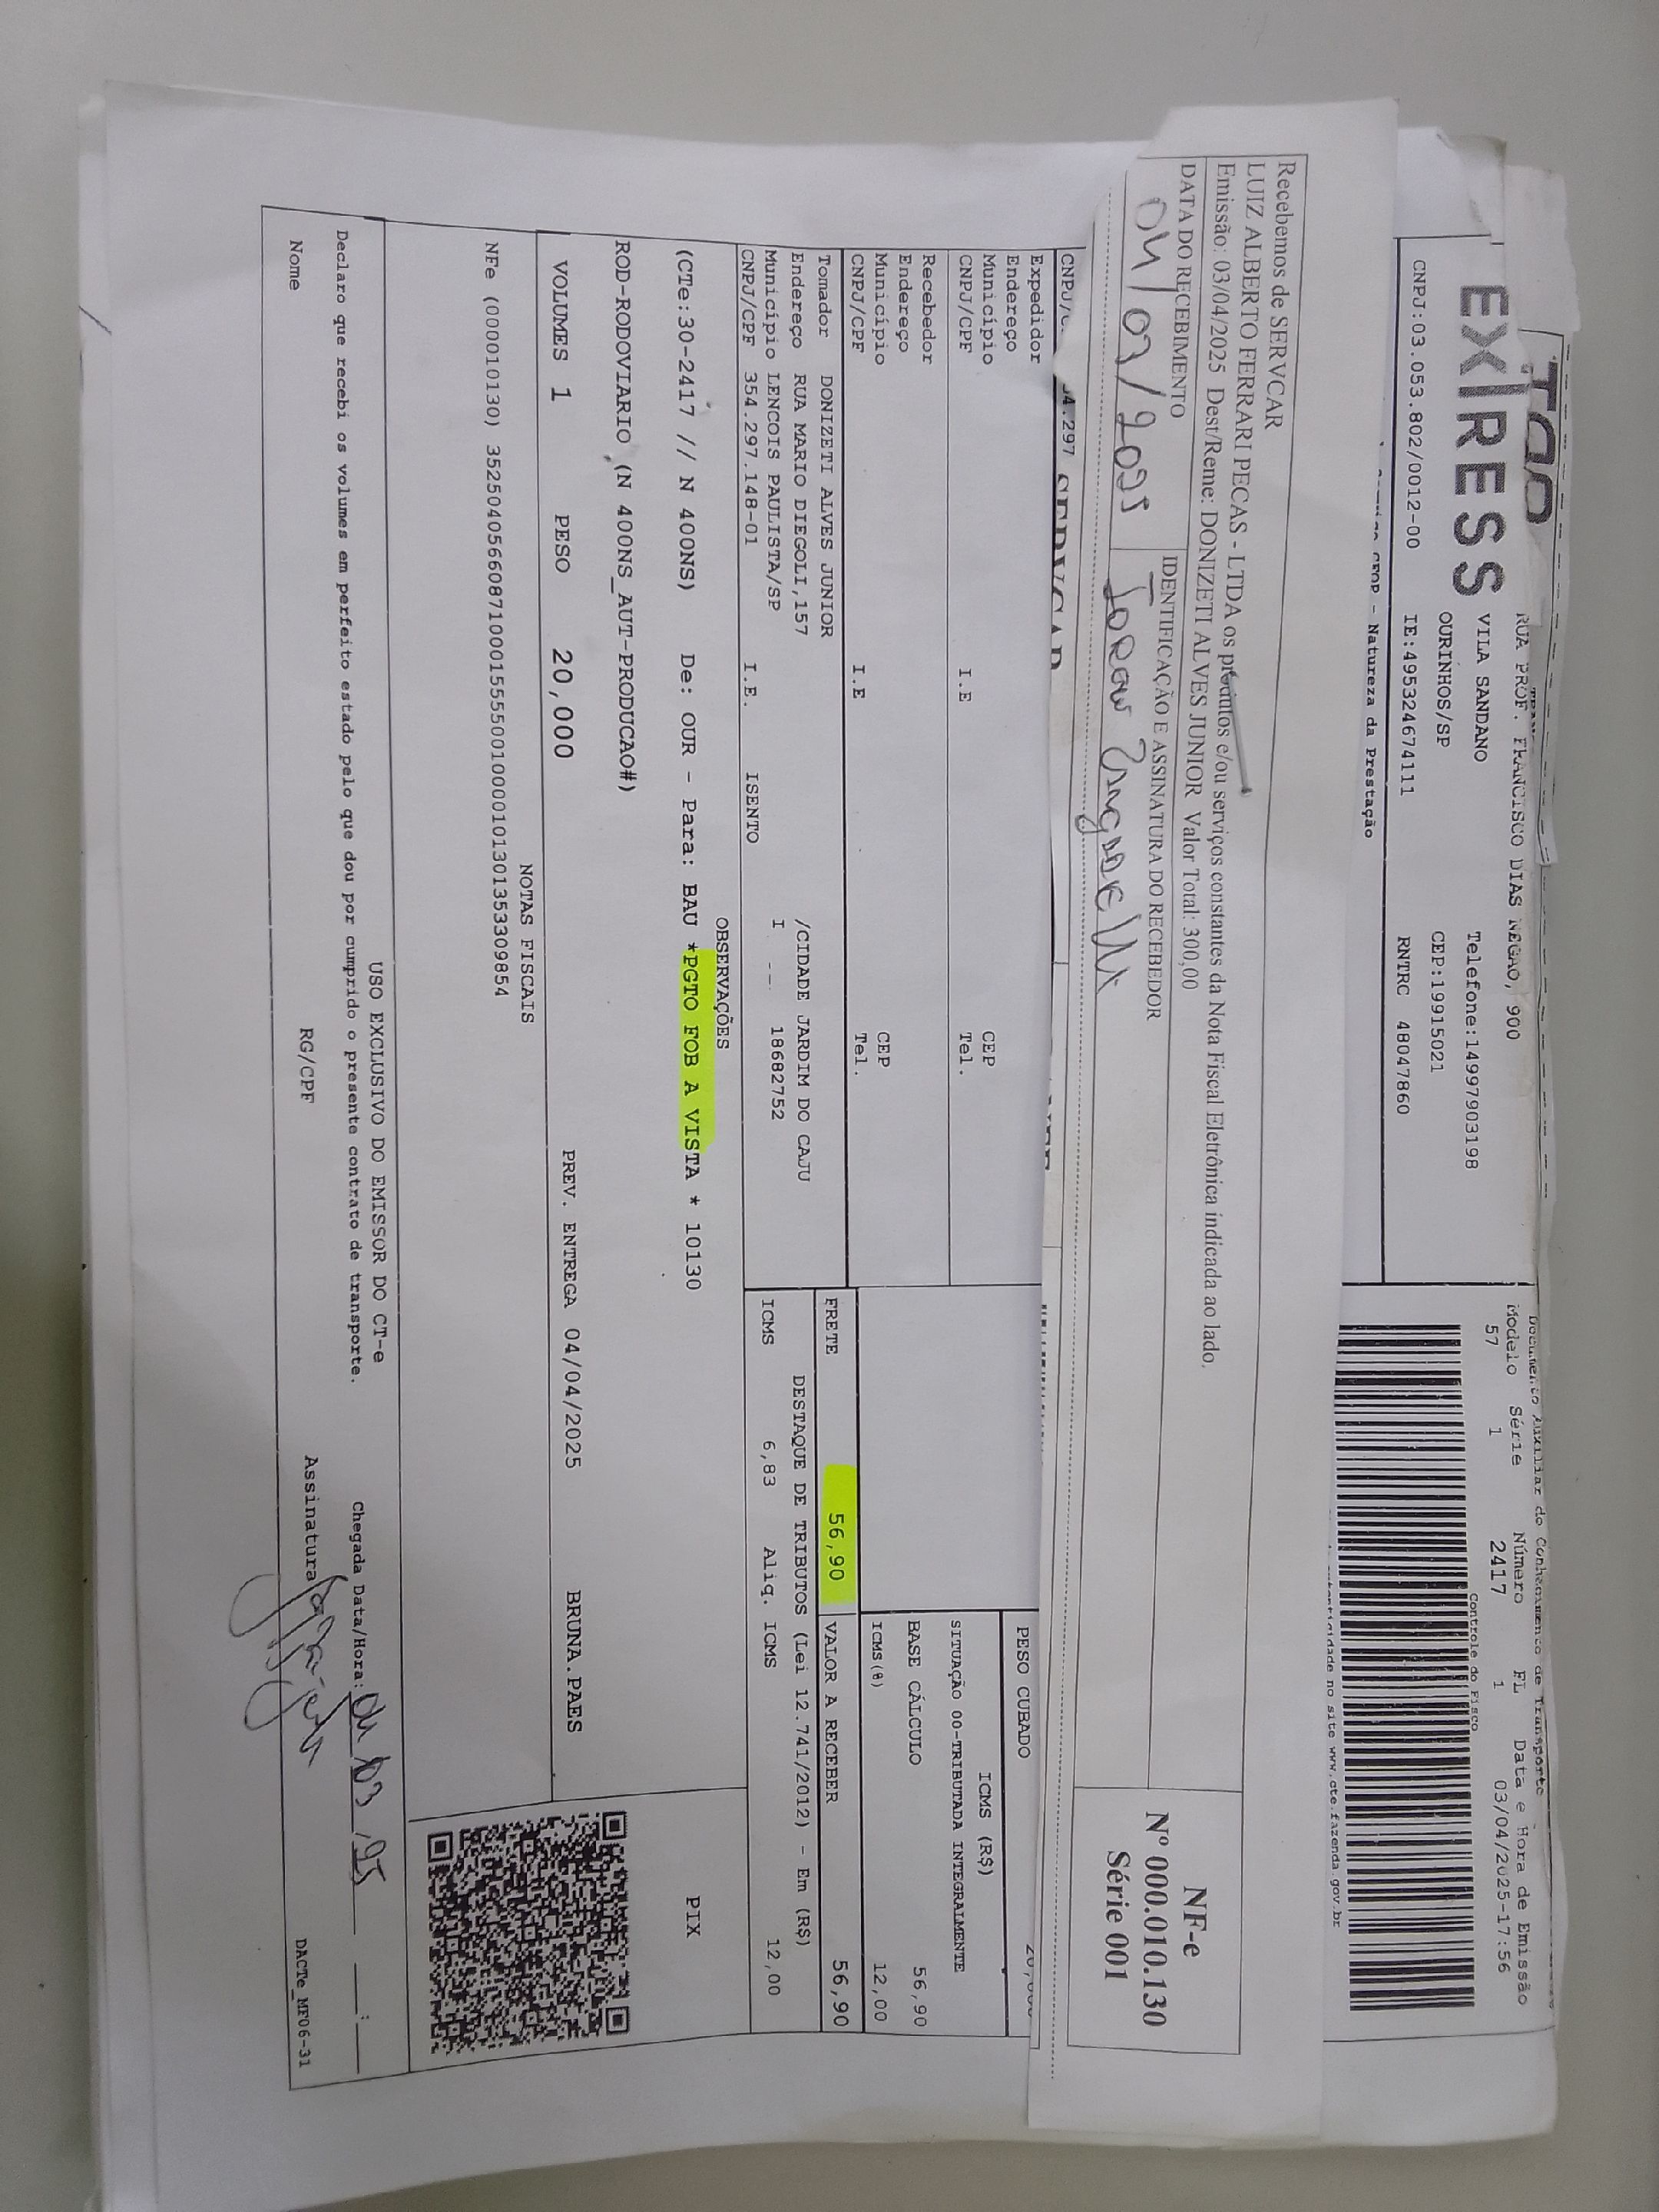 EXPRESS
RUA PROF. FRANCISCO DIAS NEGAO, 900
VILA SANDANO Telefone:14997903198
OURINHOS/SP CEP:19915021
CNPJ:03.053.802/0012-00 IE:495324674111 RNTRC 48047860
Documento Auxiliar do Conhecimento de Transporte
Modelo Série Número FL Data e Hora de Emissão
57 1 2417 1 03/04/2025-17:56
Controle do Fisco
no site www.cte.fazenda.gov.br
CFOP - Natureza da Prestação
Recebemos de SERVCAR
LUIZ ALBERTO FERRARI PECAS - LTDA os produtos e/ou serviços constantes da Nota Fiscal Eletrônica indicada ao lado.
Emissão: 03/04/2025 Dest/Reme: DONIZETI ALVES JUNIOR Valor Total: 300,00
DATA DO RECEBIMENTO
IDENTIFICAÇÃO E ASSINATURA DO RECEBEDOR
NF-e
Nº 000.010.130
Série 001
CNPJ/C
Expedidor
Endereço
Município CEP
CNPJ/CPF I.E Tel.
Recebedor
Endereço
Município CEP
CNPJ/CPF I.E Tel.
Tomador DONIZETI ALVES JUNIOR
Endereço RUA MARIO DIEGOLI,157 /CIDADE JARDIM DO CAJU
Município LENCOIS PAULISTA/SP I -- 18682752
CNPJ/CPF 354.297.148-01 I.E. ISENTO
PESO CUBADO
ICMS (R$)
SITUAÇÃO 00-TRIBUTADA INTEGRALMENTE
BASE CÁLCULO 56,90
ICMS(%) 12,00
FRETE 56,90 VALOR A RECEBER 56,90
DESTAQUE DE TRIBUTOS (Lei 12.741/2012) - Em (R$)
ICMS 6,83 Aliq. ICMS 12,00
OBSERVAÇÕES
(CTe:30-2417 // N 400NS) De: OUR - Para: BAU *PGTO FOB A VISTA * 10130
PIX
ROD-RODOVIARIO (N 400NS_AUT-PRODUCAO#)
VOLUMES 1 PESO 20,000 PREV. ENTREGA 04/04/2025 BRUNA.PAES
NOTAS FISCAIS
NFe (000010130) 35250405660871000155550010000101301353309854
USO EXCLUSIVO DO EMISSOR DO CT-e
Declaro que recebi os volumes em perfeito estado pelo que dou por cumprido o presente contrato de transporte. Chegada Data/Hora:
Nome RG/CPF Assinatura DACTe_MF06-31